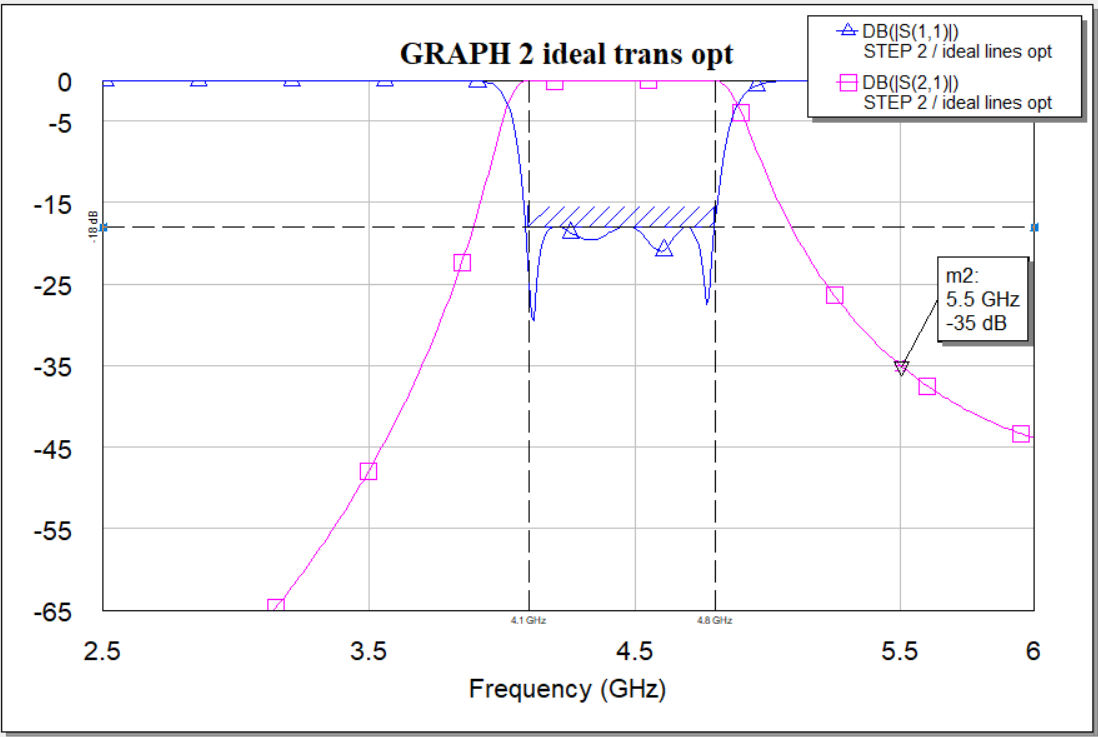 GRAPH 2 ideal trans opt
DB(|S(1,1)|)
STEP 2 / ideal lines opt
DB(|S(2,1)|)
STEP 2 / ideal lines opt
0
-5
-15
-18 dB
-25
-35
-45
-55
-65
m2:
5.5 GHz
-35 dB
4.1 GHz
4.8 GHz
2.5
3.5
4.5
5.5
6
Frequency (GHz)